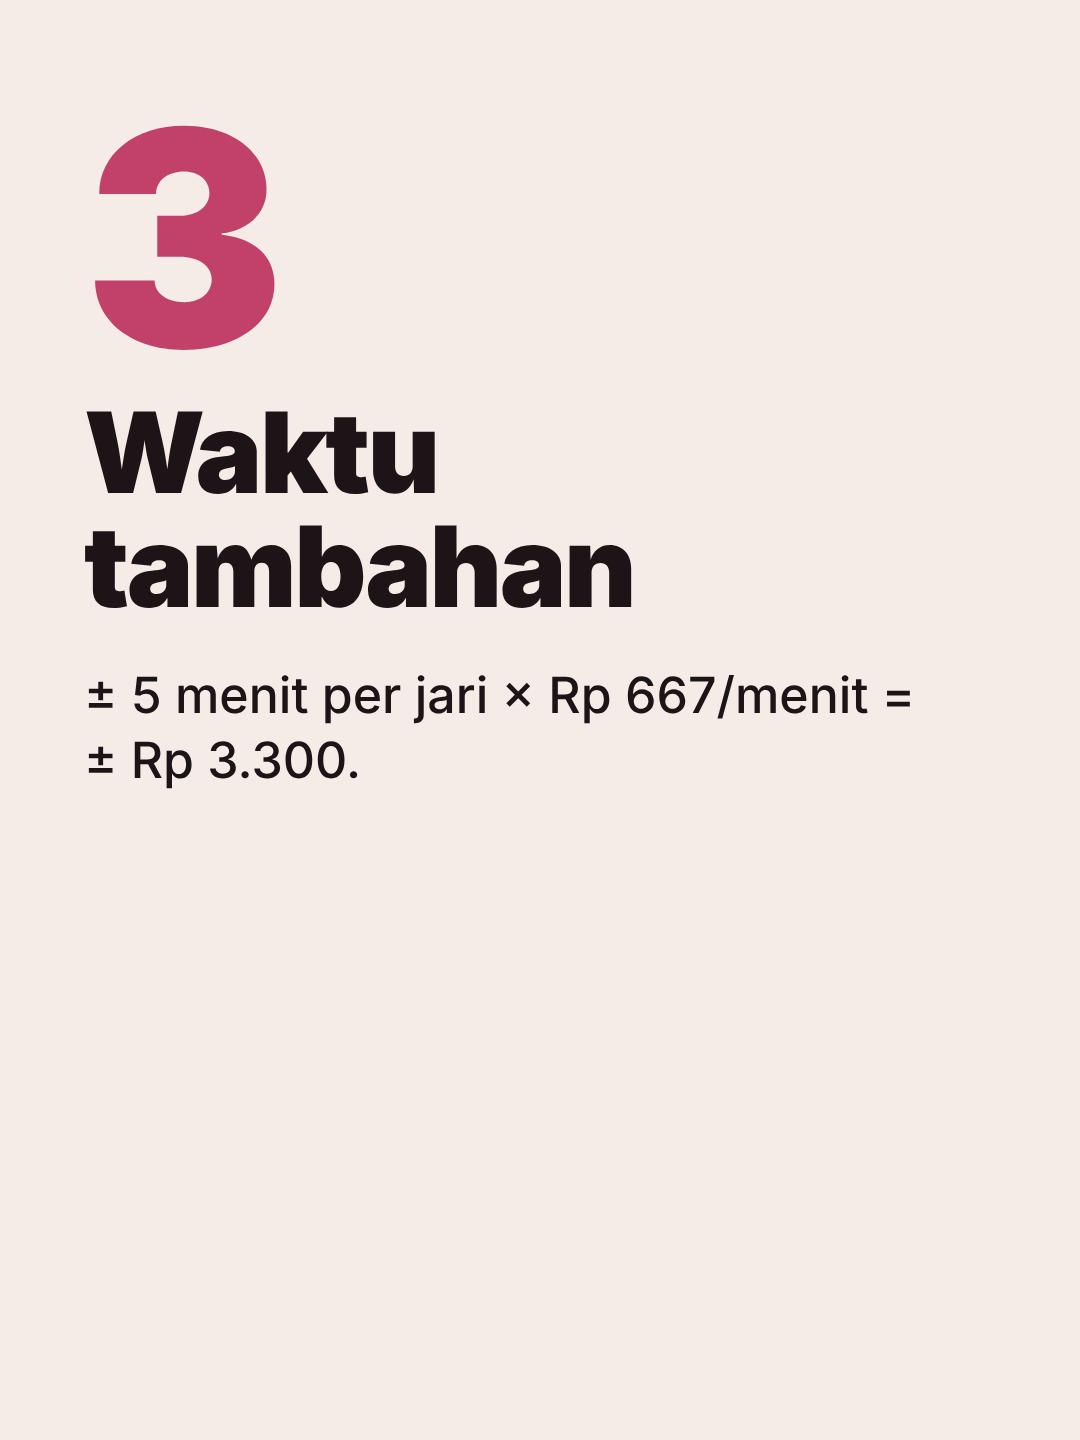 3
Waktu
tambahan
± 5 menit per jari × Rp 667/menit =
± Rp 3.300.